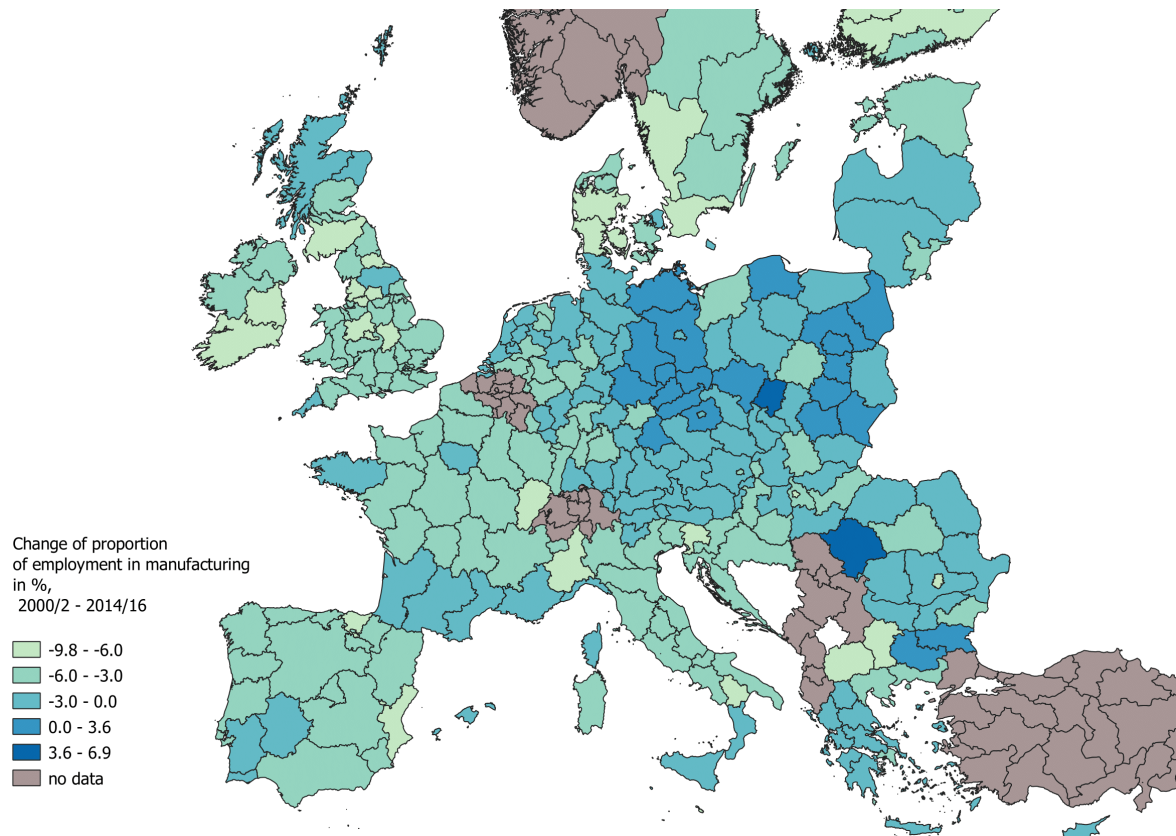 Change of proportion
of employment in manufacturing
in %,
2000/2 - 2014/16
-9.8 - -6.0
-6.0 - -3.0
-3.0 - 0.0
0.0 - 3.6
3.6 - 6.9
no data